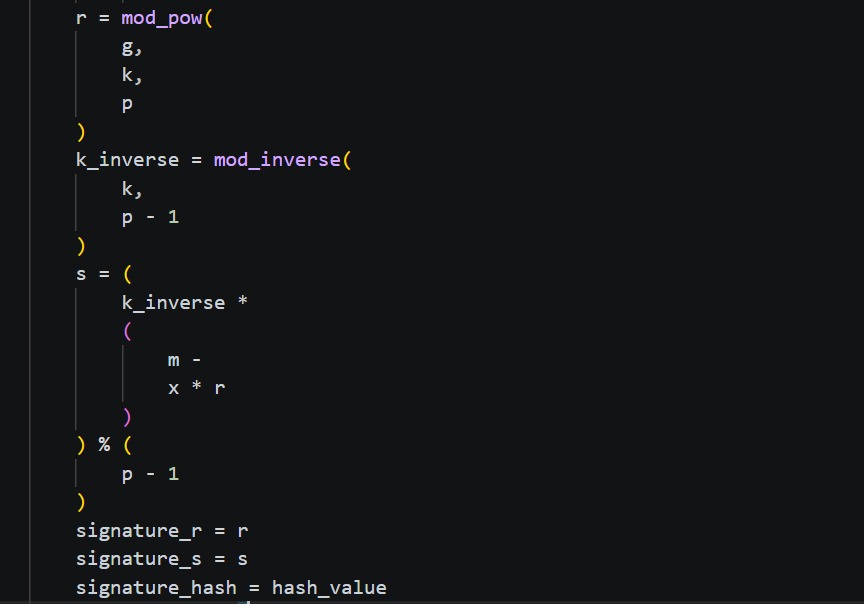 r = mod_pow(
g,
k,
p
)
k_inverse = mod_inverse(
k,
p - 1
)
s = (
k_inverse *
(
m -
x * r
)
) % (
p - 1
)
signature_r = r
signature_s = s
signature_hash = hash_value